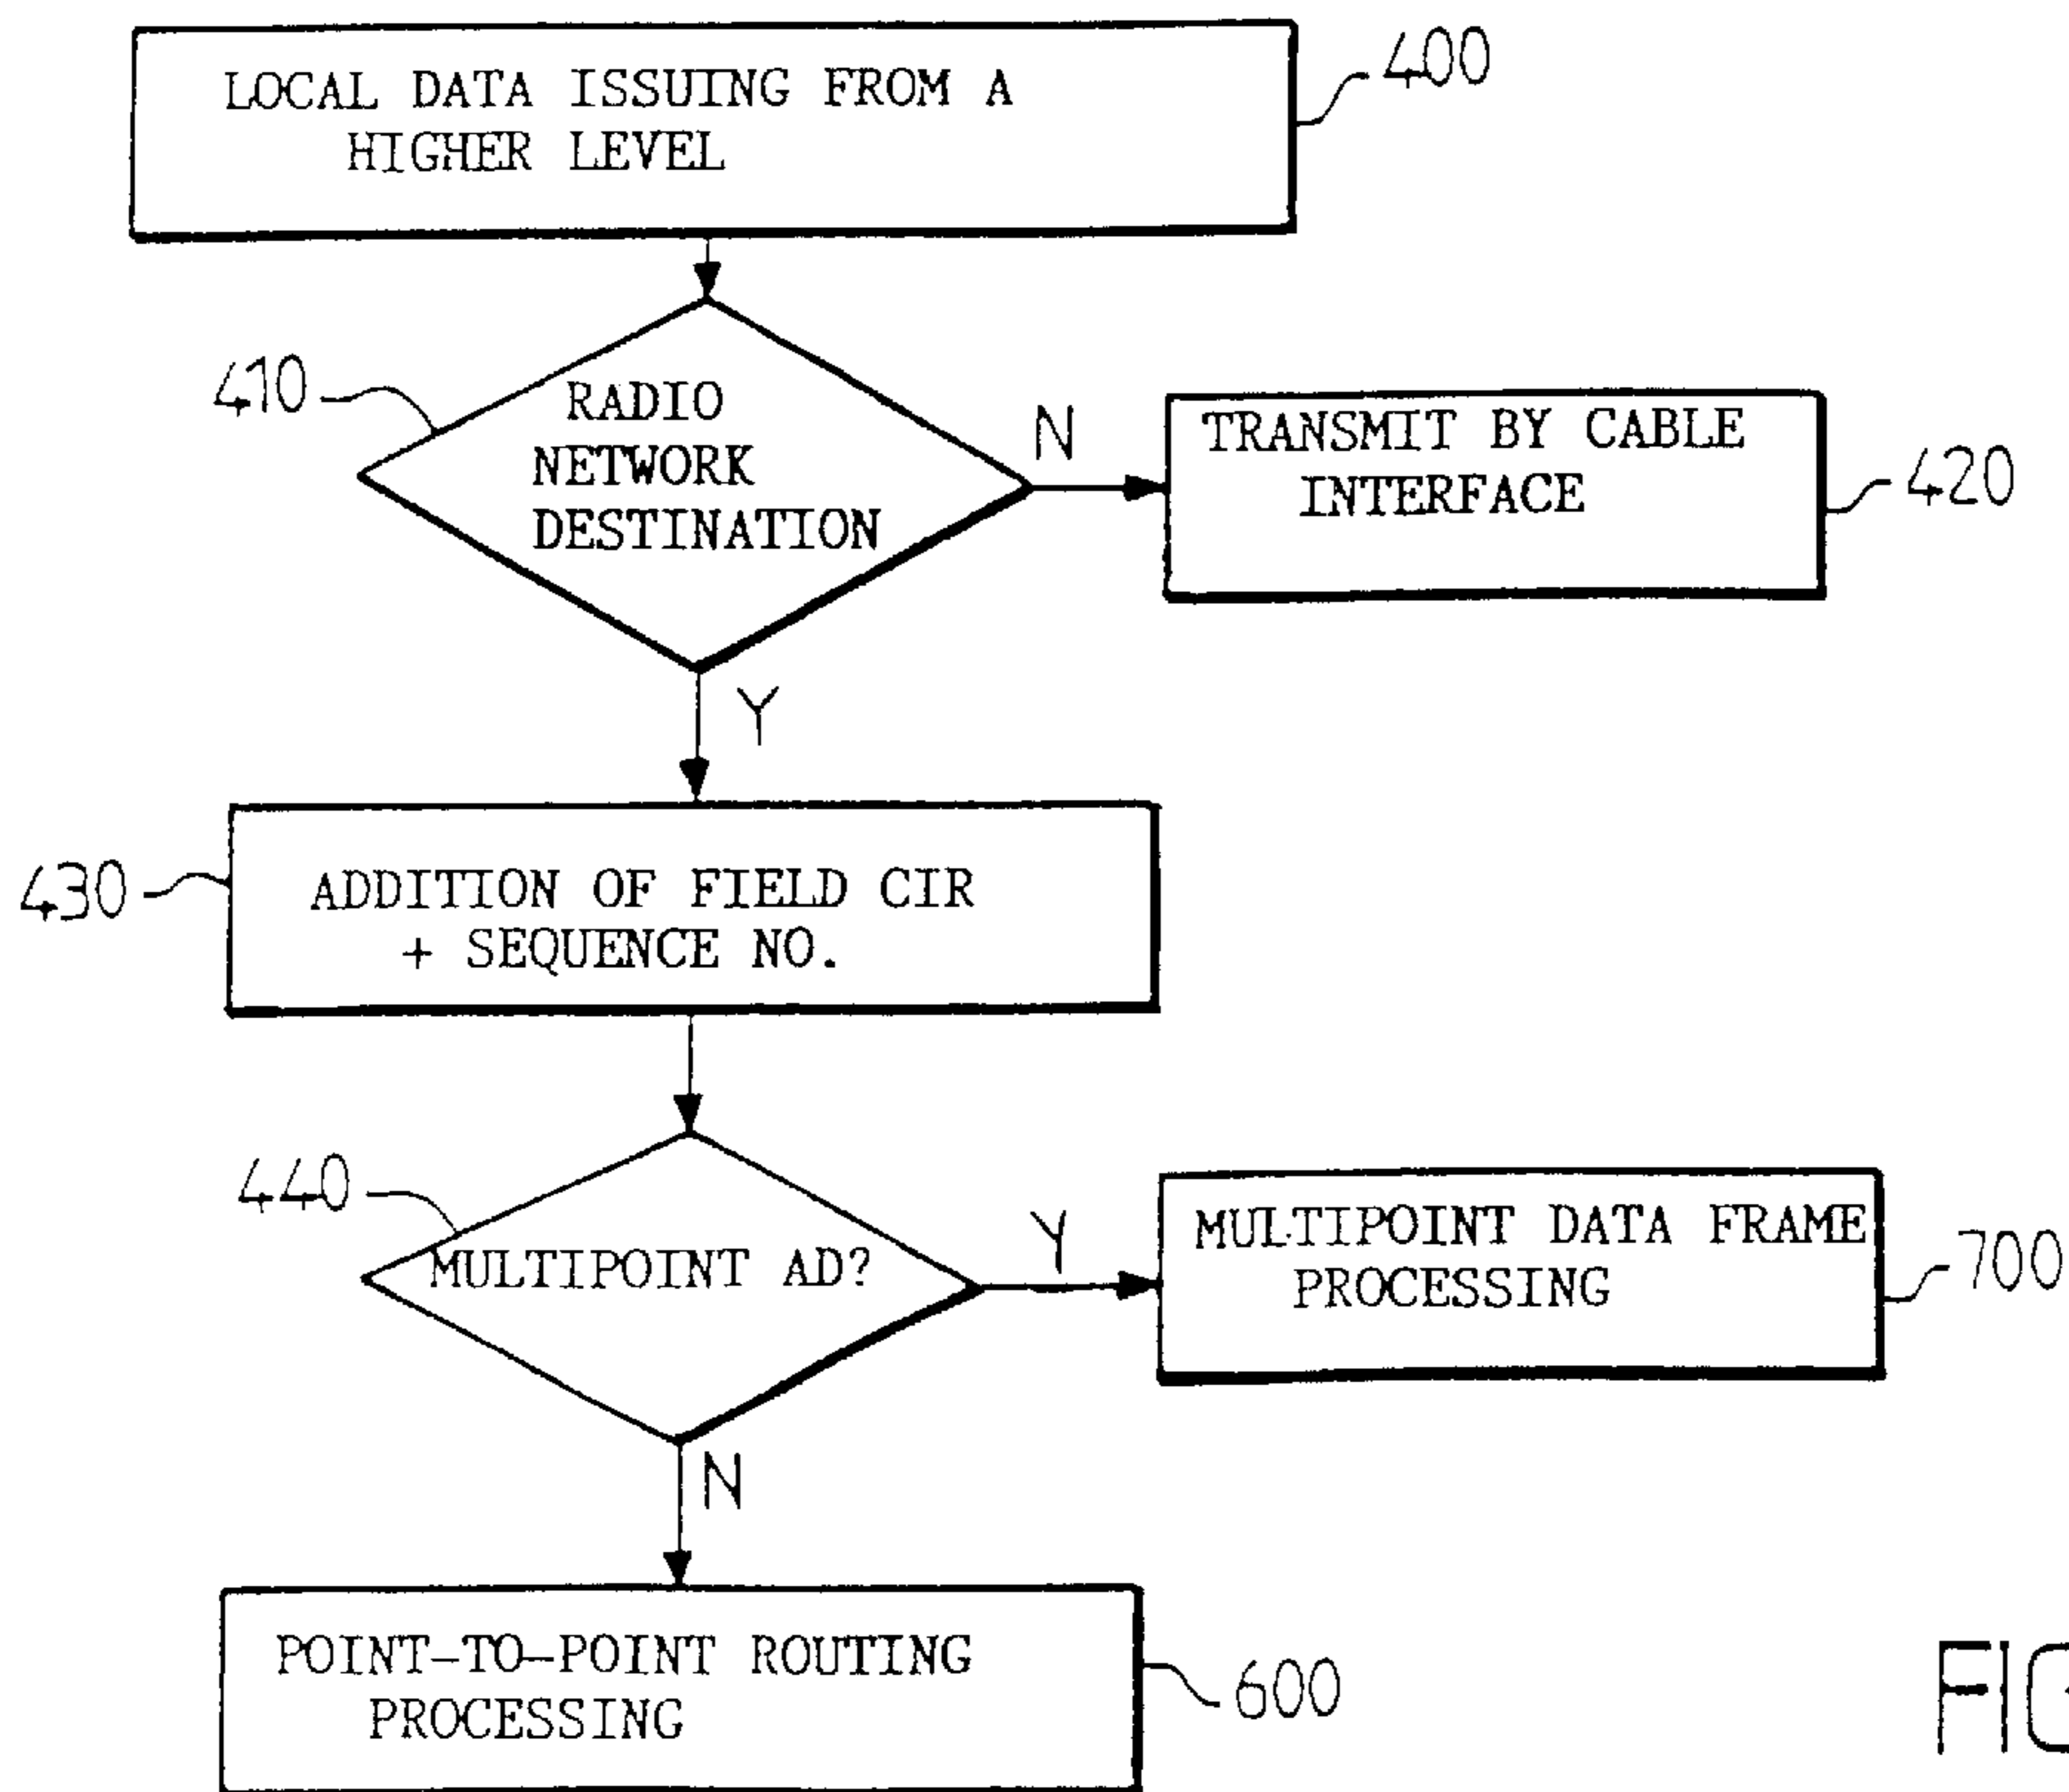 LOCAL DATA ISSUING FROM A
HIGHER LEVEL
400
410
RADIO
NETWORK
DESTINATION
N
TRANSMIT BY CABLE
INTERFACE
420
Y
430
ADDITION OF FIELD CIR
+ SEQUENCE NO.
440
MULTIPOINT AD?
Y
MULTIPOINT DATA FRAME
PROCESSING
700
N
POINT-TO-POINT ROUTING
PROCESSING
600